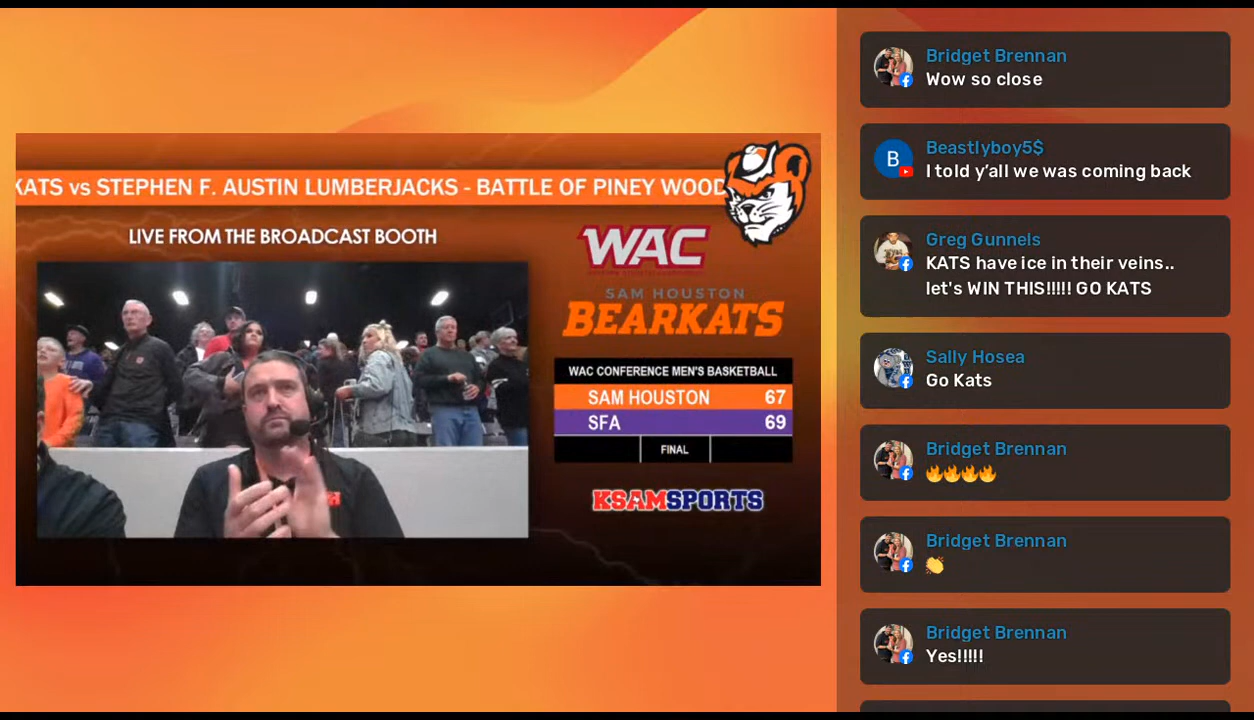 KATS vs STEPHEN F. AUSTIN LUMBERJACKS - BATTLE OF PINEY WOOD
LIVE FROM THE BROADCAST BOOTH
WAC
SAM HOUSTON
BEARKATS
WAC CONFERENCE MEN'S BASKETBALL
SAM HOUSTON 67
SFA 69
FINAL
KSAMSPORTS
Bridget Brennan
Wow so close
B
Beastlyboy5$
I told y'all we was coming back
Greg Gunnels
KATS have ice in their veins..
let's WIN THIS!!!!! GO KATS
Sally Hosea
Go Kats
Bridget Brennan
🔥🔥🔥🔥
Bridget Brennan
👏
Bridget Brennan
Yes!!!!!